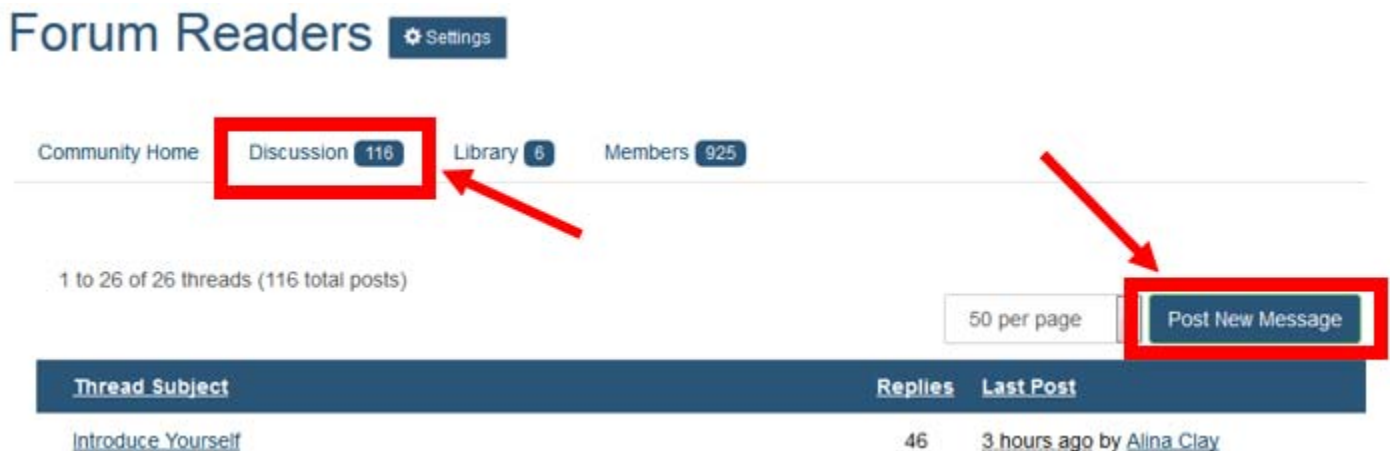 Forum Readers Settings
Community Home Discussion 116 Library 6 Members 925
1 to 26 of 26 threads (116 total posts)
50 per page Post New Message
Thread Subject Replies Last Post
Introduce Yourself 46 3 hours ago by Alina Clay